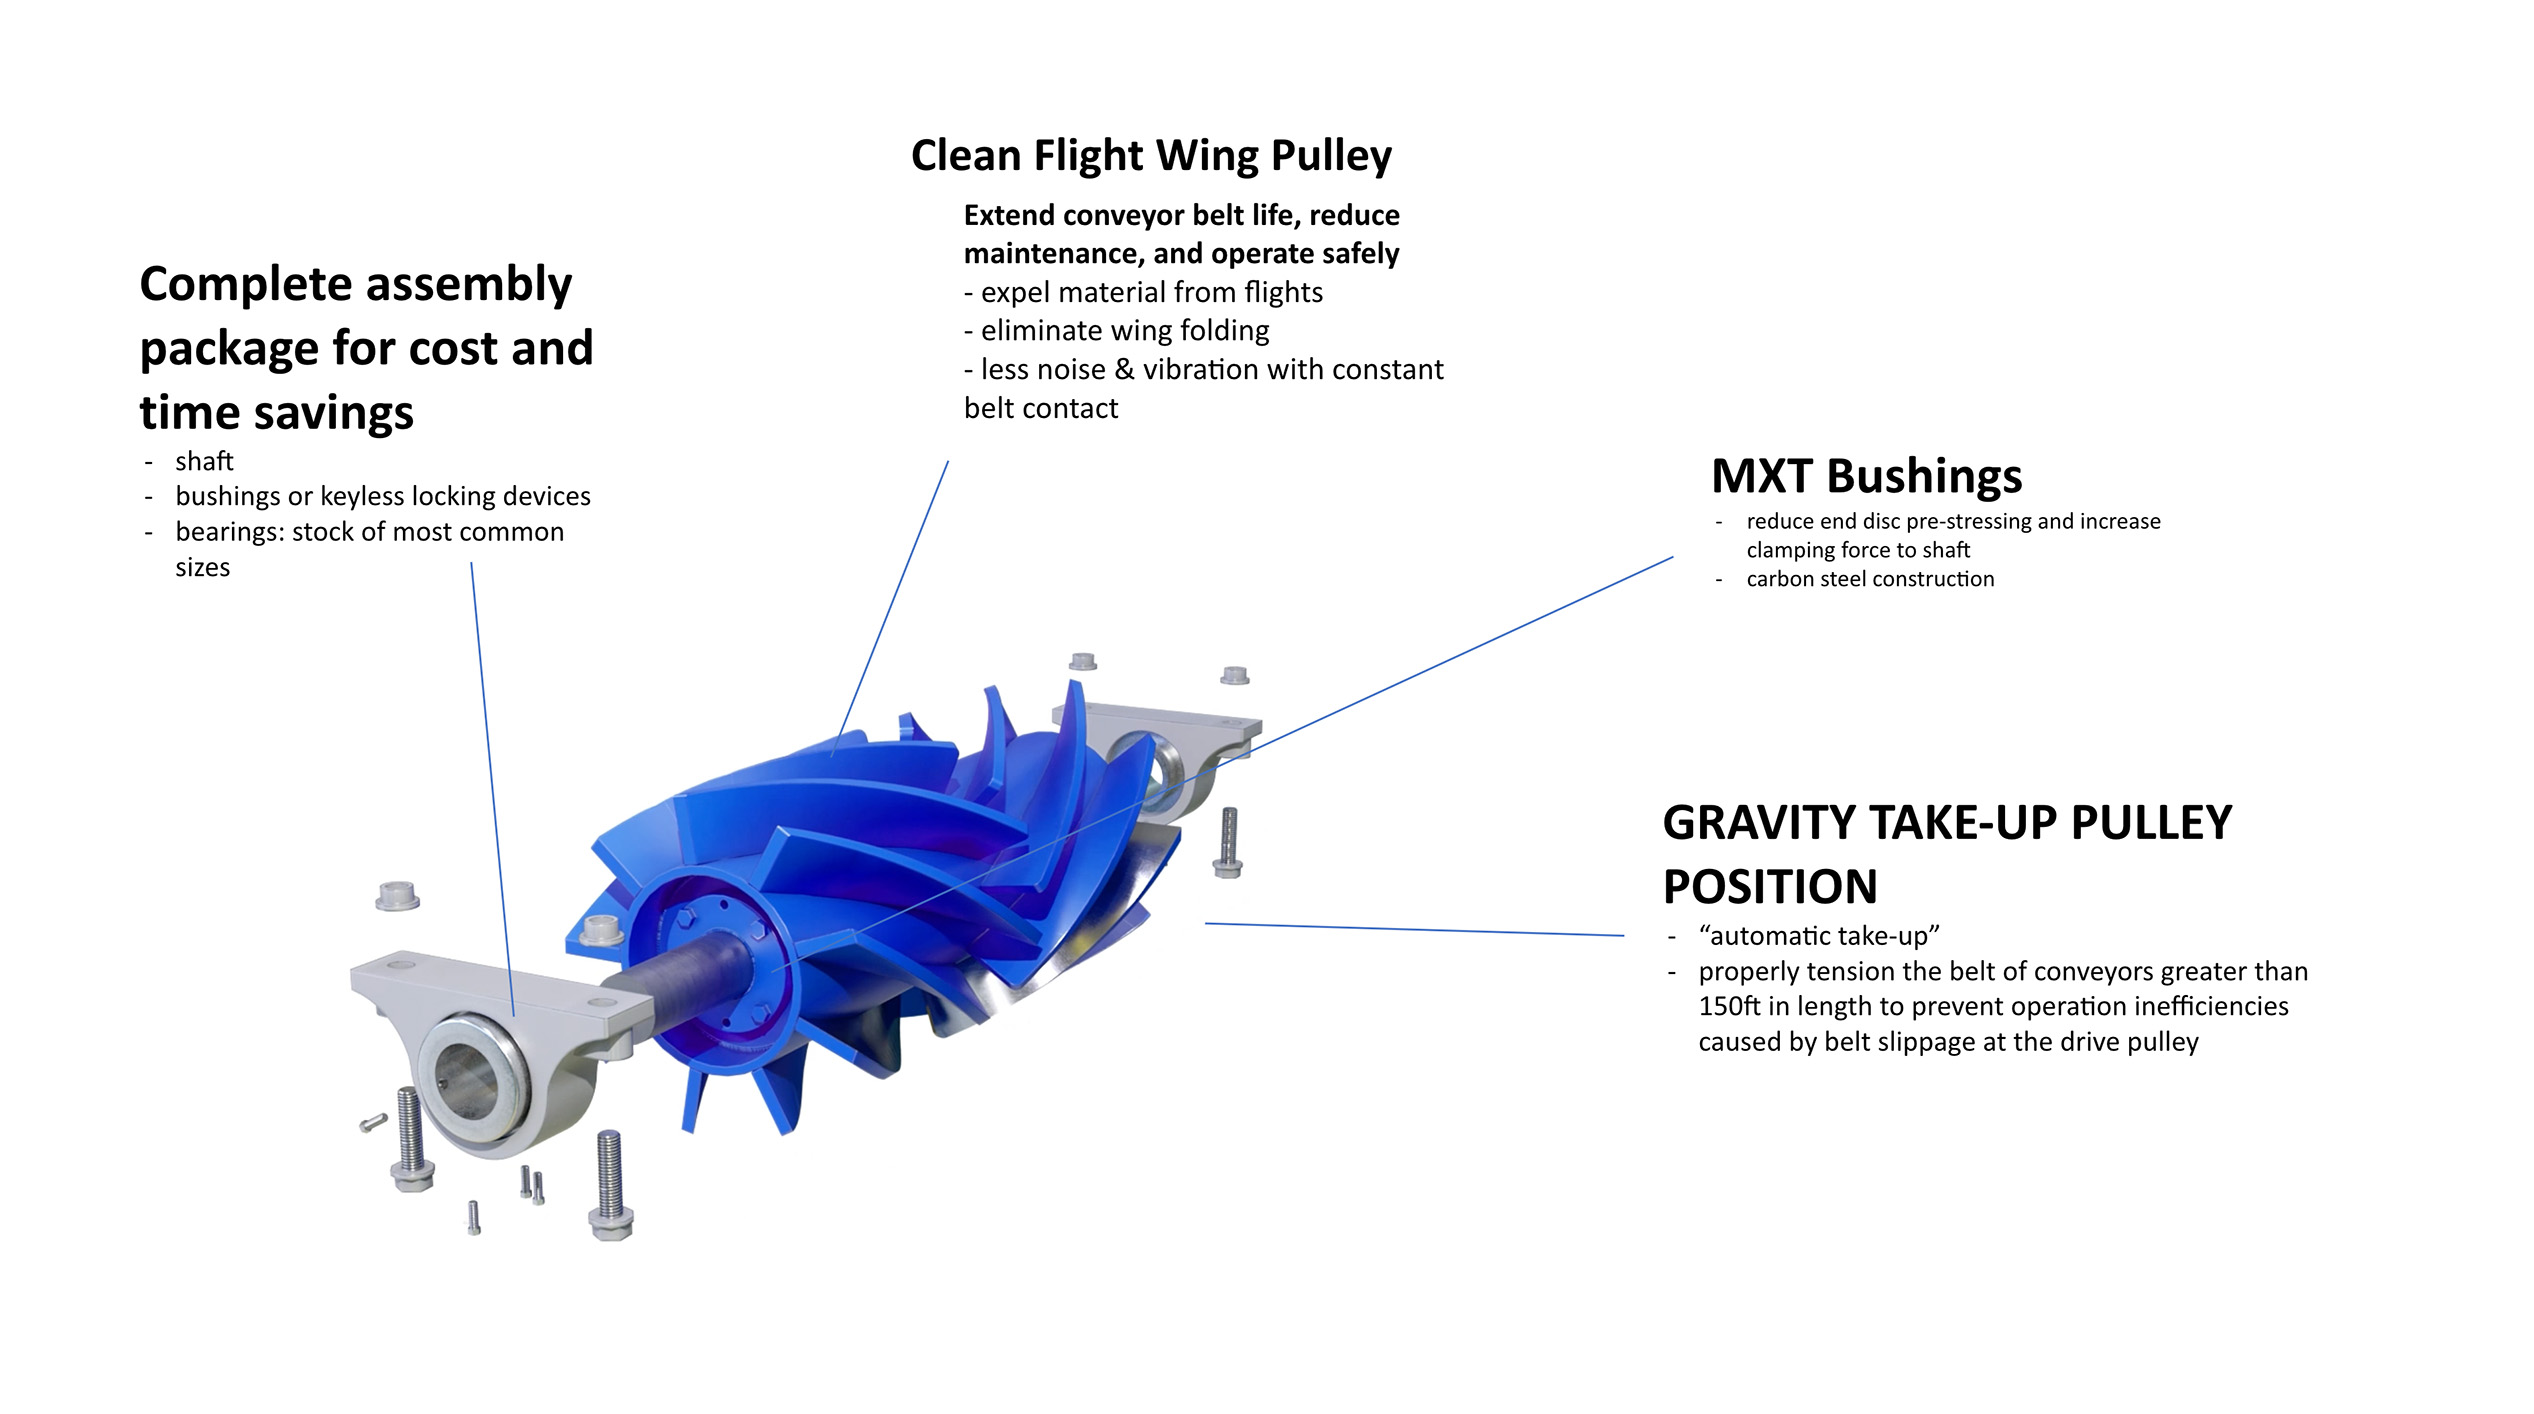 Clean Flight Wing Pulley
Extend conveyor belt life, reduce
maintenance, and operate safely
- expel material from flights
- eliminate wing folding
- less noise & vibration with constant
belt contact
Complete assembly
package for cost and
time savings
- shaft
- bushings or keyless locking devices
- bearings: stock of most common
sizes
MXT Bushings
- reduce end disc pre-stressing and increase
clamping force to shaft
- carbon steel construction
GRAVITY TAKE-UP PULLEY
POSITION
- “automatic take-up”
- properly tension the belt of conveyors greater than
150ft in length to prevent operation inefficiencies
caused by belt slippage at the drive pulley